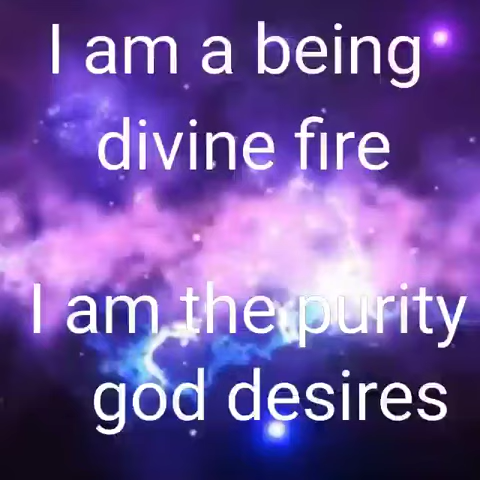 I am a being
divine fire
I am the purity
god desires